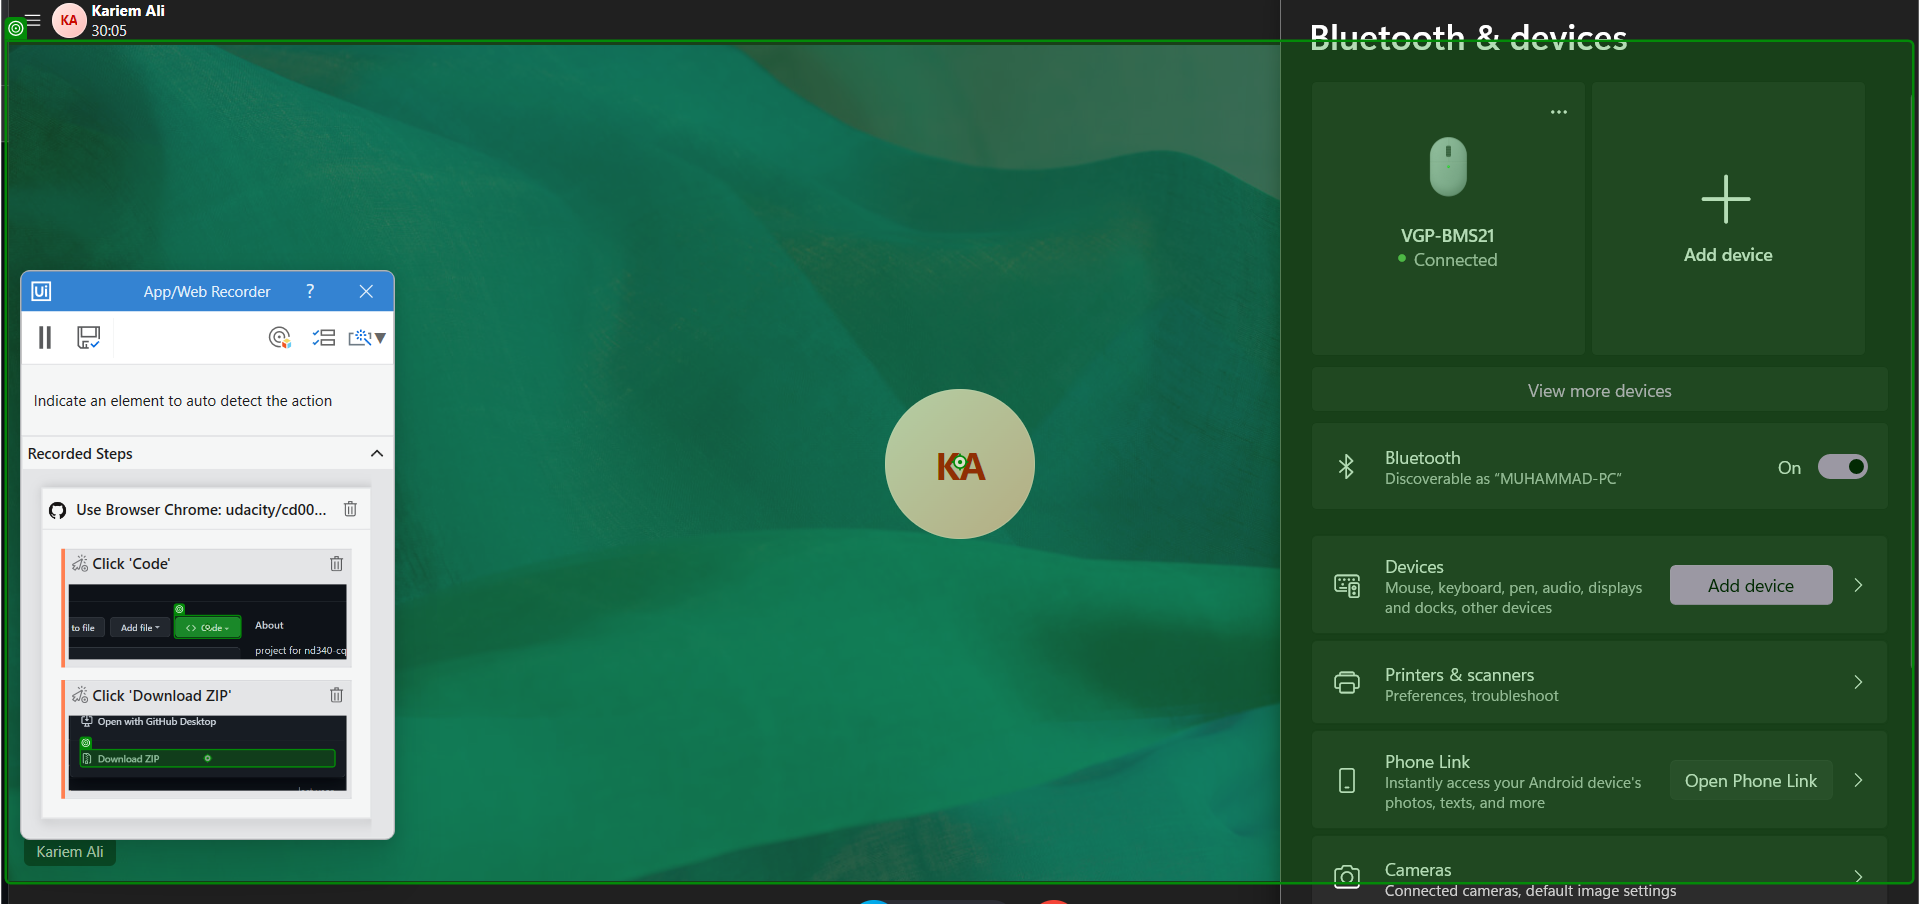 KA
Kariem Ali
30:05
Bluetooth & devices
VGP-BMS21
Connected
Add device
View more devices
Bluetooth
Discoverable as “MUHAMMAD-PC”
On
Devices
Mouse, keyboard, pen, audio, displays
and docks, other devices
Add device
Printers & scanners
Preferences, troubleshoot
Phone Link
Instantly access your Android device's
photos, texts, and more
Open Phone Link
Cameras
Connected cameras, default image settings
KA
Ui
App/Web Recorder
?
Indicate an element to auto detect the action
Recorded Steps
Use Browser Chrome: udacity/cd00...
Click 'Code'
to file
Add file
<> Code
About
project for nd340-cq
Click 'Download ZIP'
Open with GitHub Desktop
Download ZIP
Kariem Ali